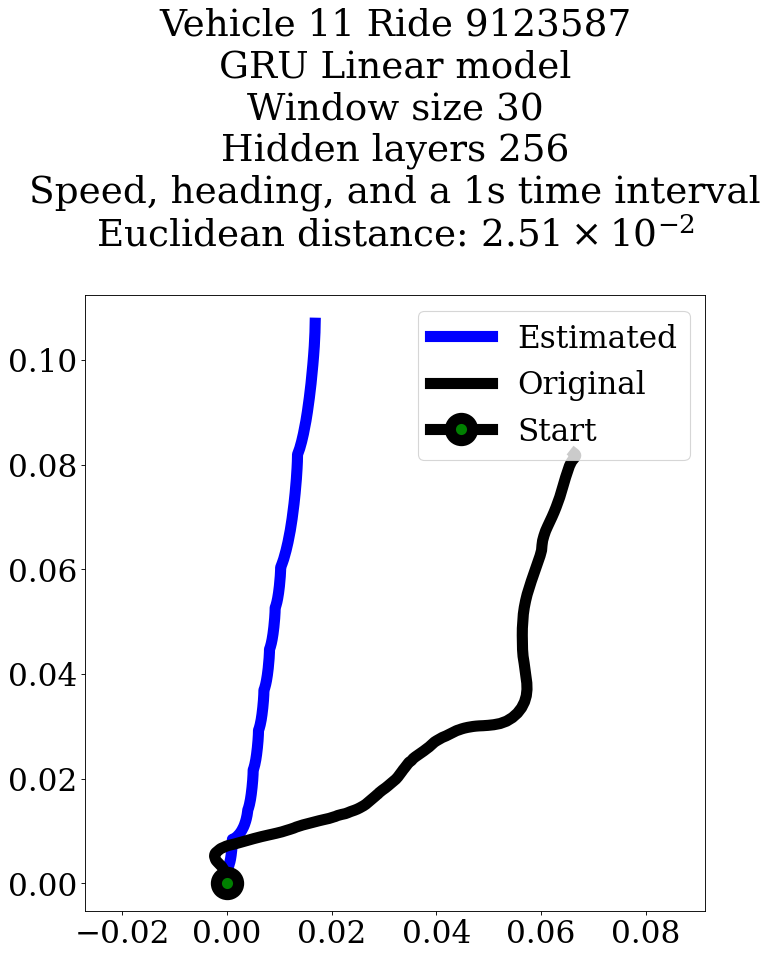 Vehicle 11 Ride 9123587
GRU Linear model
Window size 30
Hidden layers 256
Speed, heading, and a 1s time interval
Euclidean distance: 2.51 × 10⁻²
Estimated
Original
Start
0.10
0.08
0.06
0.04
0.02
0.00
−0.02 0.00 0.02 0.04 0.06 0.08